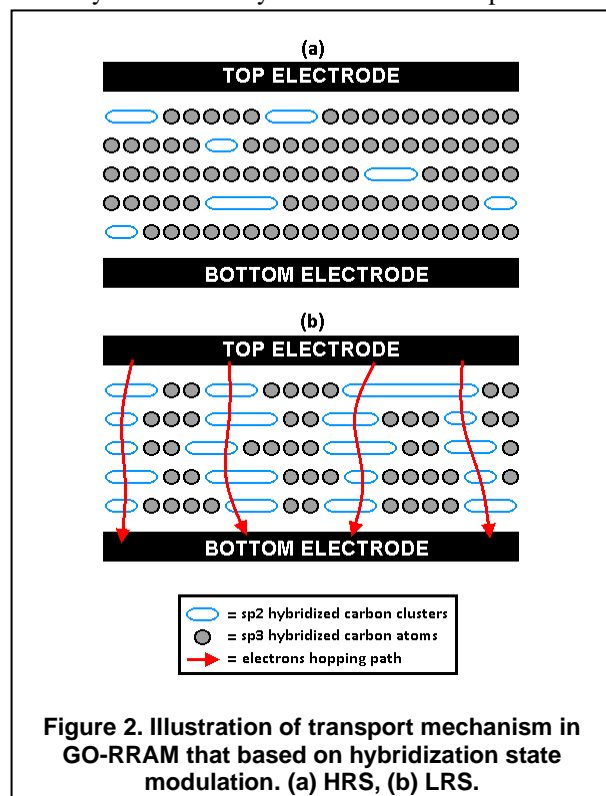 (a)
TOP ELECTRODE
BOTTOM ELECTRODE
(b)
TOP ELECTRODE
BOTTOM ELECTRODE
= sp2 hybridized carbon clusters
= sp3 hybridized carbon atoms
= electrons hopping path
Figure 2. Illustration of transport mechanism in
GO-RRAM that based on hybridization state
modulation. (a) HRS, (b) LRS.